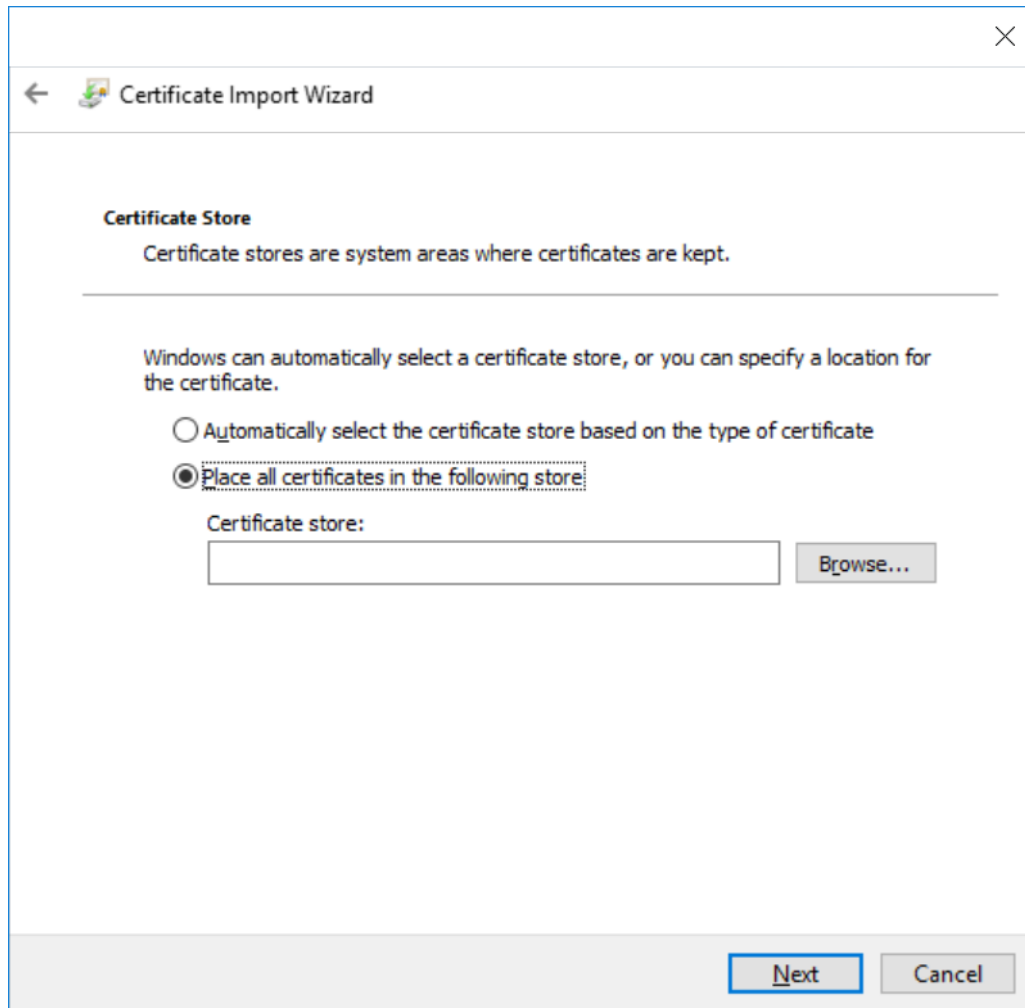 Certificate Import Wizard
Certificate Store
Certificate stores are system areas where certificates are kept.
Windows can automatically select a certificate store, or you can specify a location for
the certificate.
Automatically select the certificate store based on the type of certificate
Place all certificates in the following store
Certificate store:
Browse...
Next
Cancel